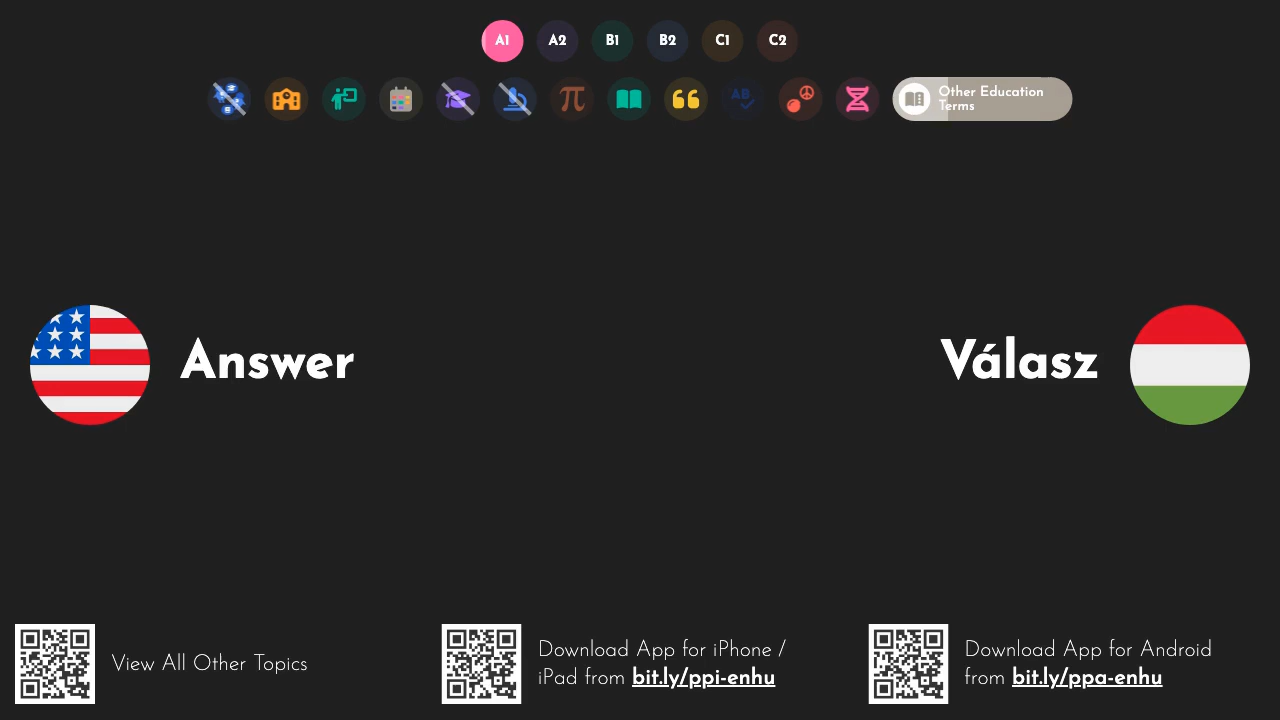 A1 A2 B1 B2 C1 C2
AB
Other Education
Terms
Answer
Válasz
View All Other Topics
Download App for iPhone /
iPad from bit.ly/ppi-enhu
Download App for Android
from bit.ly/ppa-enhu